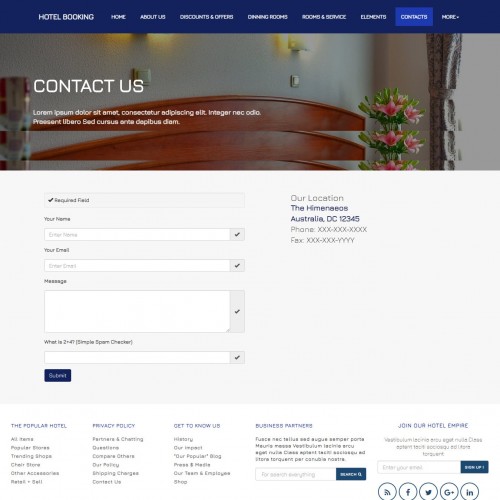 HOTEL BOOKING
HOME ABOUT US DISCOUNTS & OFFERS DINNING ROOMS ROOMS & SERVICE ELEMENTS CONTACTS MORE
CONTACT US
Lorem ipsum dolor sit amet, consectetur adipiscing elit. Integer nec odio.
Praesent libero Sed cursus ante dapibus diam.
✔ Required Field
Your Name
Enter Name
Your Email
Enter Email
Message
What is 2+4? (Simple Spam Checker)
Submit
Our Location
The Himenaeos
Australia, DC 12345
Phone: XXX-XXX-XXXX
Fax: XXX-XXX-YYYY
THE POPULAR HOTEL
All Items
Popular Stores
Trending Shops
Chair Store
Other Accessories
Retail - Sale
PRIVACY POLICY
Partners & Chatting
Questions
Compare Others
Our Policy
Shipping Charges
Contact Us
GET TO KNOW US
History
Our Impact
"Our Popular" Blog
Press & Media
Our Team & Employee
Shop
BUSINESS PARTNERS
Fusce nec tellus sed augue semper porta
Mauris massa Vestibulum lacinia arcu
eget nulla Class aptent taciti sociosqu ad
litora torquent per conubia nostra.
For search everything
SEARCH
JOIN OUR HOTEL EMPIRE
Vestibulum lacinia arcu eget nulla Class
aptent taciti sociosqu ad litora
torquent
Enter your email
SIGN UP !